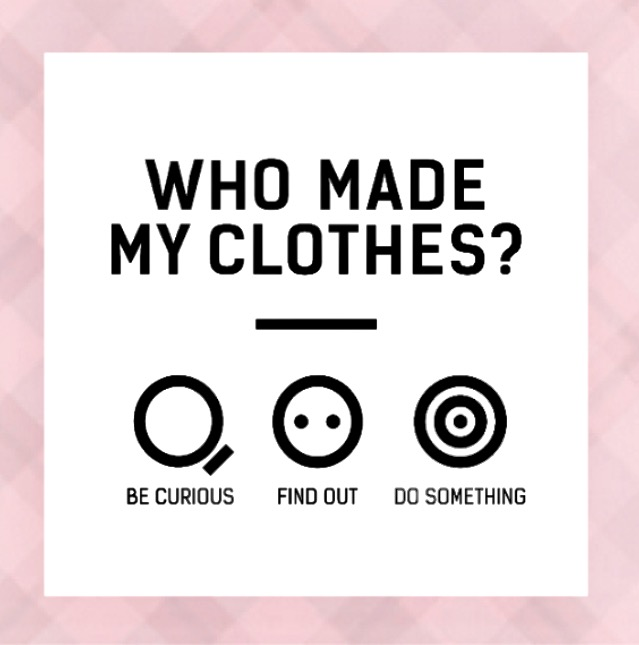 WHO MADE
MY CLOTHES?
BE CURIOUS
FIND OUT
DO SOMETHING